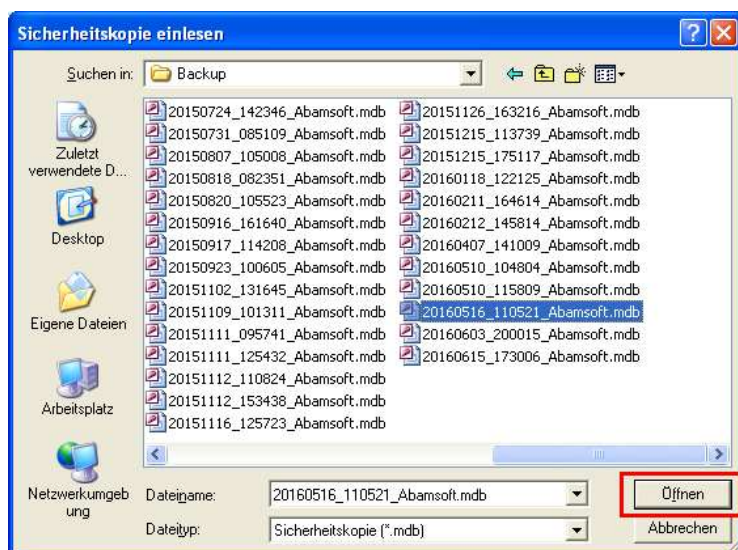 Sicherheitskopie einlesen
Suchen in:
Backup
Zuletzt
verwendete D...
Desktop
Eigene Dateien
Arbeitsplatz
Netzwerkumgeb
ung
20150724_142346_Abamsoft.mdb
20150731_085109_Abamsoft.mdb
20150807_105008_Abamsoft.mdb
20150818_082351_Abamsoft.mdb
20150820_105523_Abamsoft.mdb
20150916_161640_Abamsoft.mdb
20150917_114208_Abamsoft.mdb
20150923_100605_Abamsoft.mdb
20151102_131645_Abamsoft.mdb
20151109_101311_Abamsoft.mdb
20151111_095741_Abamsoft.mdb
20151111_125432_Abamsoft.mdb
20151112_110824_Abamsoft.mdb
20151112_153438_Abamsoft.mdb
20151116_125723_Abamsoft.mdb
20151126_163216_Abamsoft.mdb
20151215_113739_Abamsoft.mdb
20151215_175117_Abamsoft.mdb
20160118_122125_Abamsoft.mdb
20160211_164614_Abamsoft.mdb
20160212_145814_Abamsoft.mdb
20160407_141009_Abamsoft.mdb
20160510_104804_Abamsoft.mdb
20160510_115809_Abamsoft.mdb
20160516_110521_Abamsoft.mdb
20160603_200015_Abamsoft.mdb
20160615_173006_Abamsoft.mdb
Dateiname:
20160516_110521_Abamsoft.mdb
Öffnen
Dateityp:
Sicherheitskopie (*.mdb)
Abbrechen